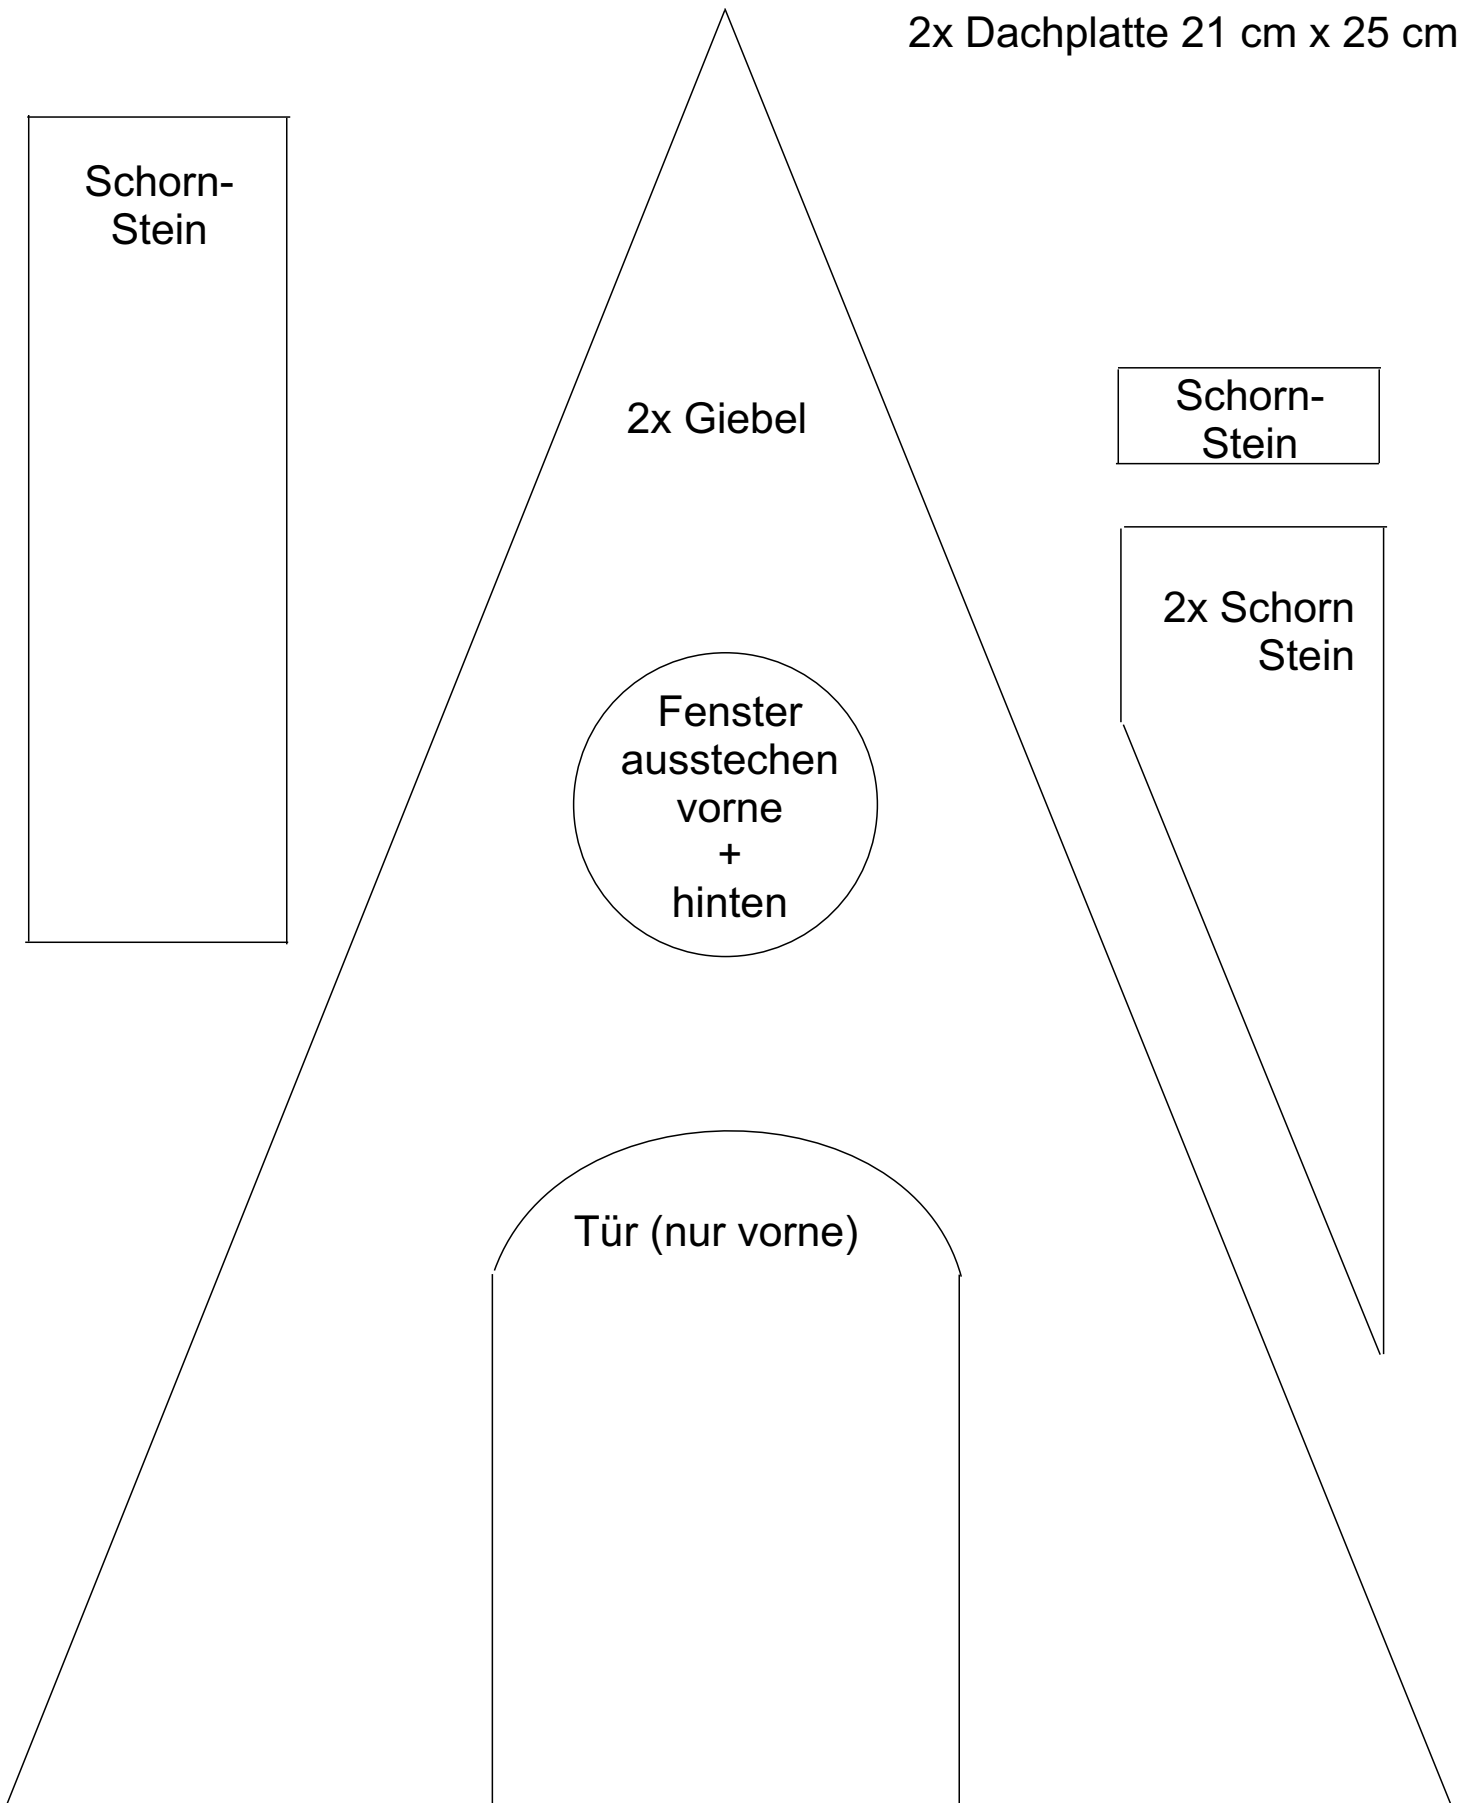 2x Dachplatte 21 cm x 25 cm
Schorn-
Stein
2x Giebel
Schorn-
Stein
2x Schorn
Stein
Fenster
ausstechen
vorne
+
hinten
Tür (nur vorne)